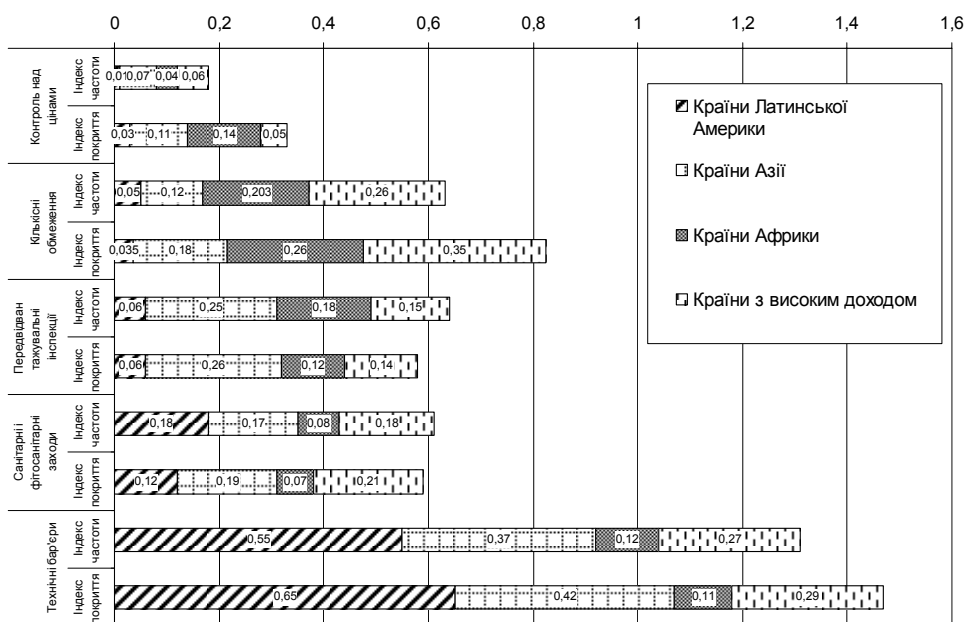 0 0,2 0,4 0,6 0,8 1 1,2 1,4 1,6
Контроль над
цінами
Індекс
частоти
0,01 0,07 0,04 0,06
Індекс
покриття
0,03 0,11 0,14 0,05
Кількісні
обмеження
Індекс
частоти
0,05 0,12 0,203 0,26
Індекс
покриття
0,035 0,18 0,26 0,35
Передвідван
тажувальні
інспекції
Індекс
частоти
0,06 0,25 0,18 0,15
Індекс
покриття
0,06 0,26 0,12 0,14
Санітарні і
фітосанітарні
заходи
Індекс
частоти
0,18 0,17 0,08 0,18
Індекс
покриття
0,12 0,19 0,07 0,21
Технічні бар'єри
Індекс
частоти
0,55 0,37 0,12 0,27
Індекс
покриття
0,65 0,42 0,11 0,29
Країни Латинської
Америки
Країни Азії
Країни Африки
Країни з високим доходом